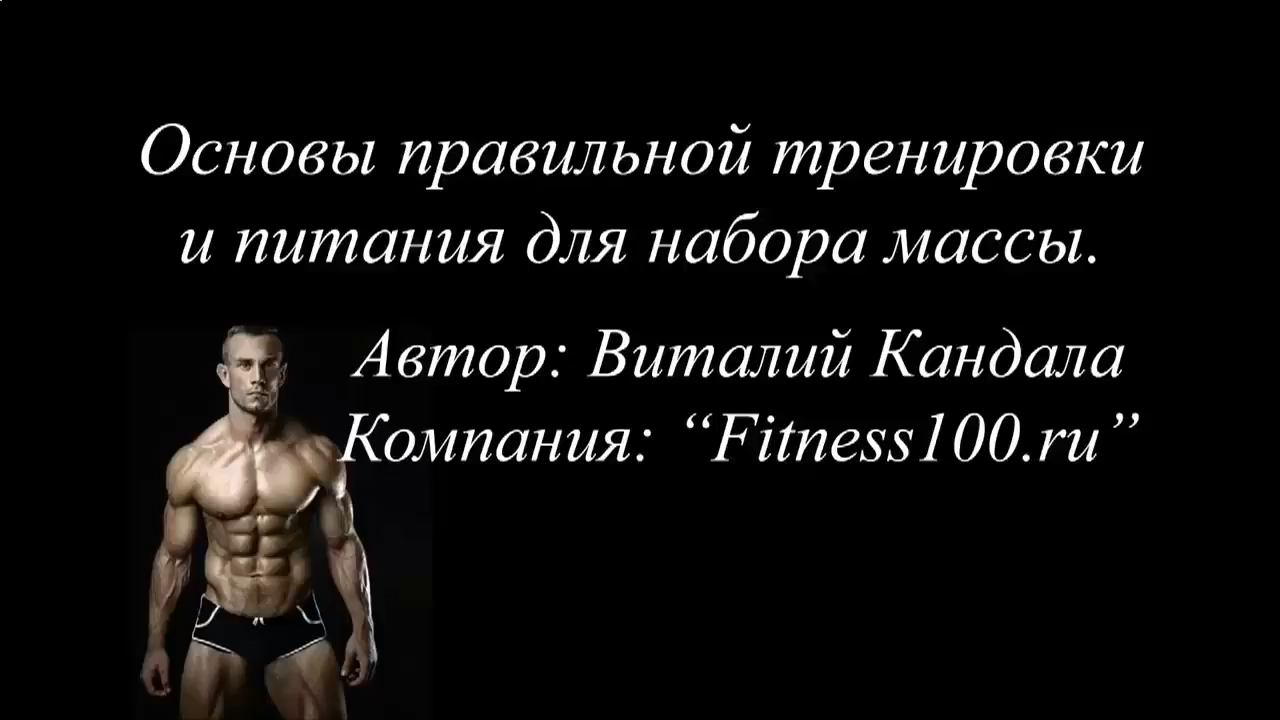 Основы правильной тренировки
и питания для набора массы.
Автор: Виталий Кандала
Компания: “Fitness100.ru”